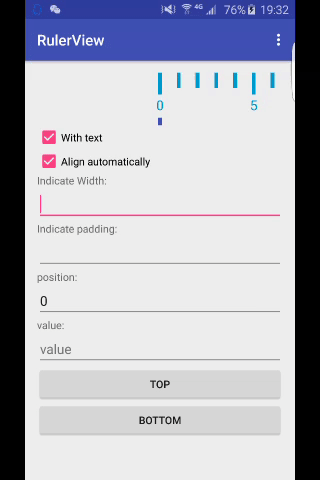 4G 76% 19:32
RulerView
0 5
With text
Align automatically
Indicate Width:
Indicate padding:
position:
0
value:
value
TOP
BOTTOM